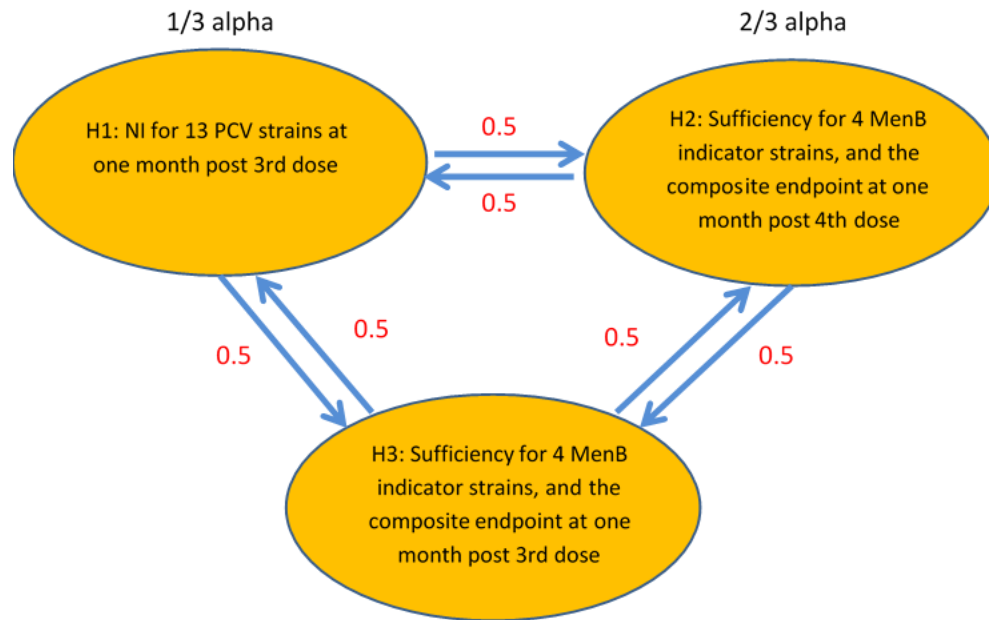 1/3 alpha
2/3 alpha
H1: NI for 13 PCV strains at
one month post 3rd dose
0.5
0.5
H2: Sufficiency for 4 MenB
indicator strains, and the
composite endpoint at one
month post 4th dose
0.5
0.5
0.5
0.5
H3: Sufficiency for 4 MenB
indicator strains, and the
composite endpoint at one
month post 3rd dose